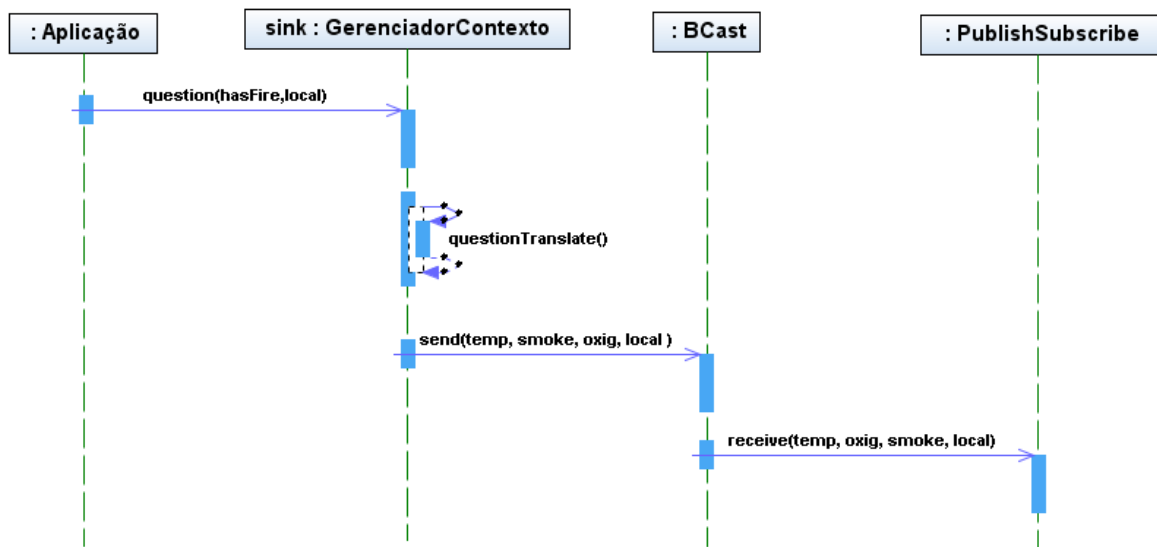 : Aplicação
sink : GerenciadorContexto
: BCast
: PublishSubscribe
question(hasFire,local)
questionTranslate()
send(temp, smoke, oxig, local )
receive(temp, oxig, smoke, local)